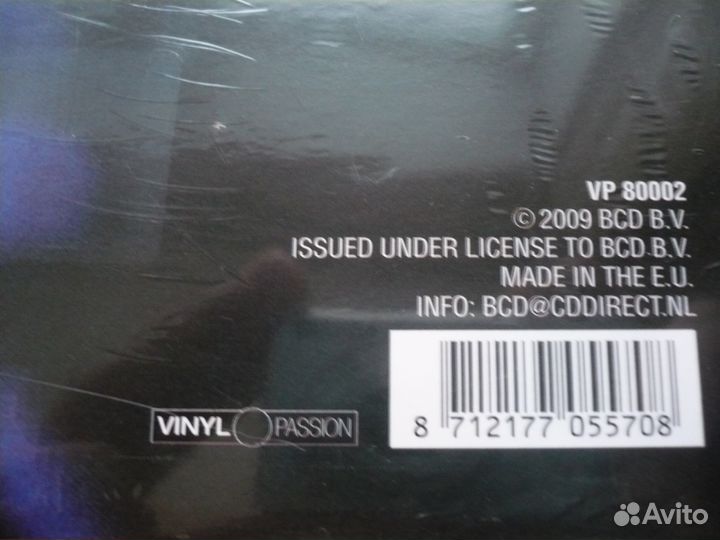 VP 80002
© 2009 BCD B.V.
ISSUED UNDER LICENSE TO BCD B.V.
MADE IN THE E.U.
INFO: BCD@CDDIRECT.NL
VINYL PASSION
8 712177 055708
Avito